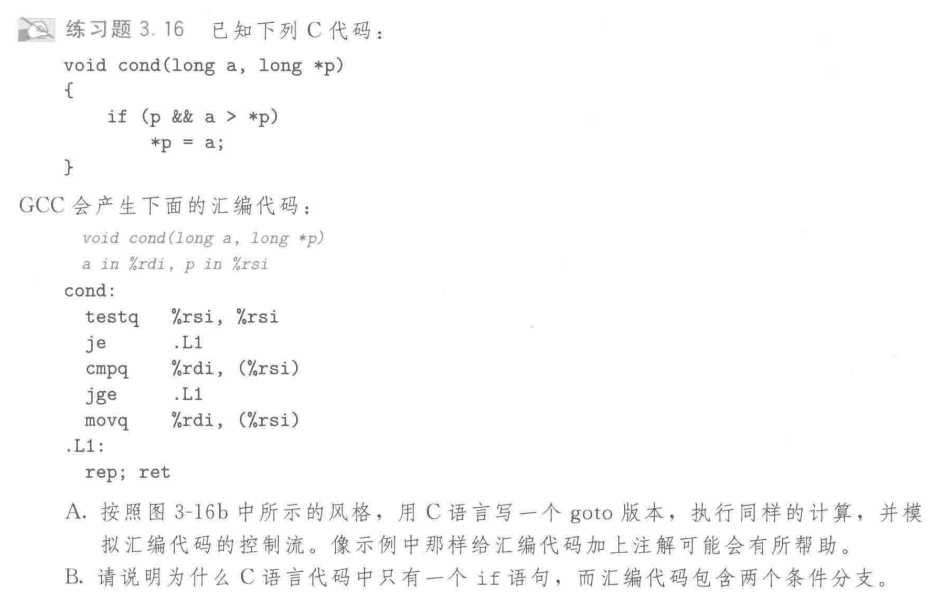 练习题 3.16 已知下列 C 代码：
void cond(long a, long *p)
{
    if (p && a > *p)
        *p = a;
}
GCC 会产生下面的汇编代码：
void cond(long a, long *p)
a in %rdi, p in %rsi
cond:
  testq   %rsi, %rsi
  je      .L1
  cmpq    %rdi, (%rsi)
  jge     .L1
  movq    %rdi, (%rsi)
.L1:
  rep; ret
A. 按照图 3-16b 中所示的风格，用 C 语言写一个 goto 版本，执行同样的计算，并模
拟汇编代码的控制流。像示例中那样给汇编代码加上注解可能会有所帮助。
B. 请说明为什么 C 语言代码中只有一个 if 语句，而汇编代码包含两个条件分支。